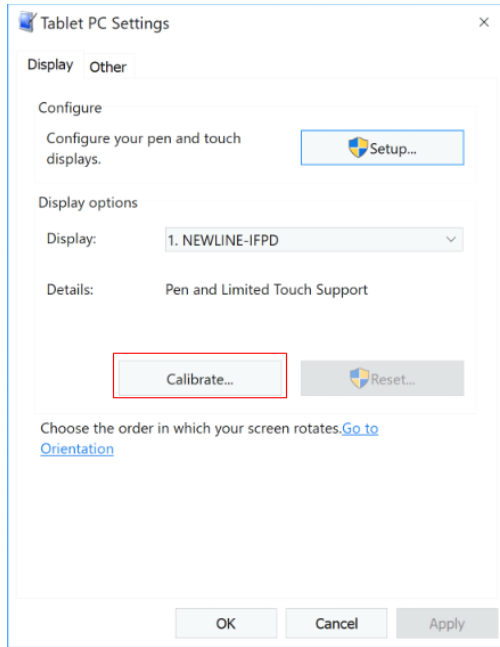 Tablet PC Settings
Display Other
Configure
Configure your pen and touch
displays.
Setup...
Display options
Display: 1. NEWLINE-IFPD
Details: Pen and Limited Touch Support
Calibrate... Reset...
Choose the order in which your screen rotates.Go to
Orientation
OK Cancel Apply